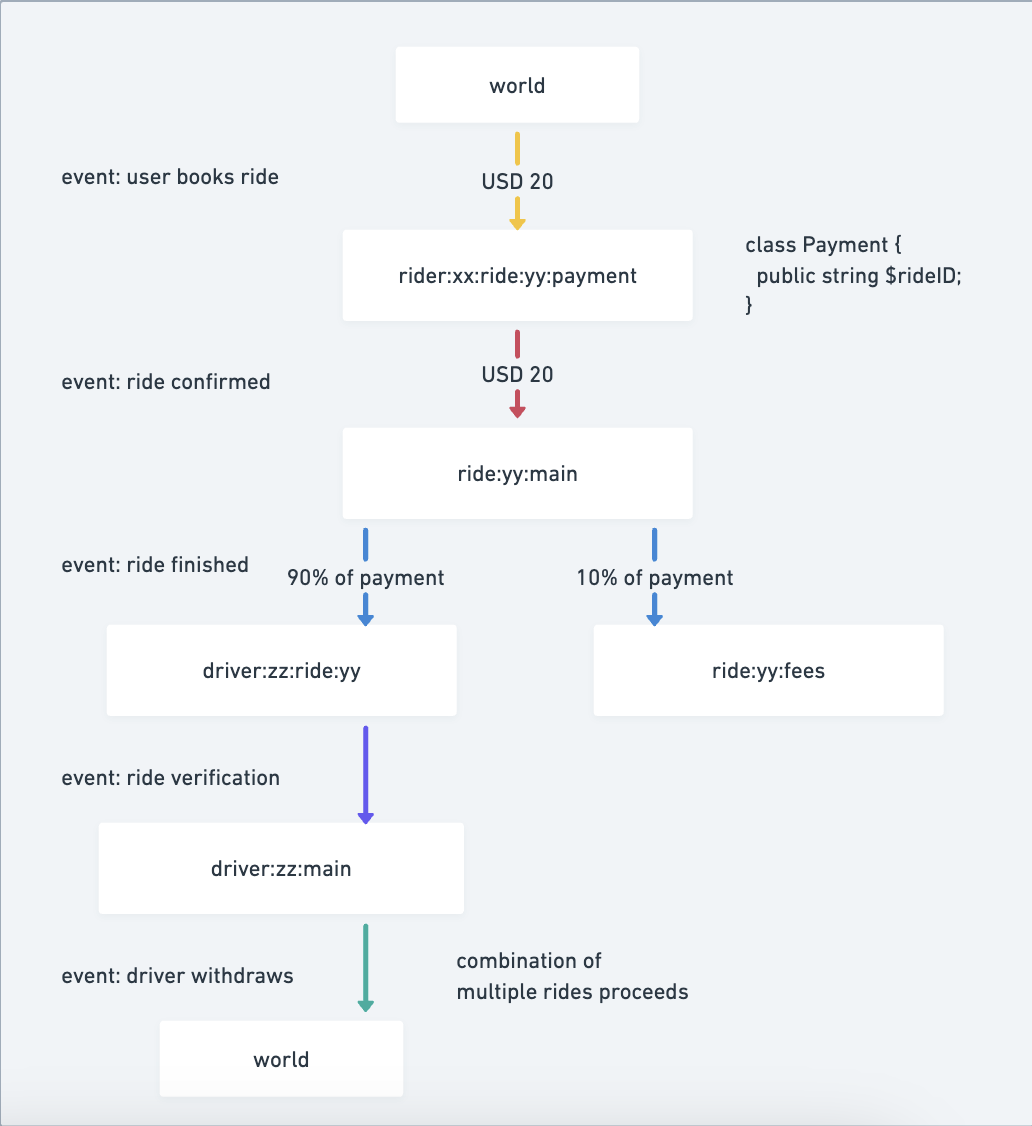 world
event: user books ride
USD 20
rider:xx:ride:yy:payment
class Payment {
public string $rideID;
}
event: ride confirmed
USD 20
ride:yy:main
event: ride finished
90% of payment
10% of payment
driver:zz:ride:yy
ride:yy:fees
event: ride verification
driver:zz:main
event: driver withdraws
combination of
multiple rides proceeds
world